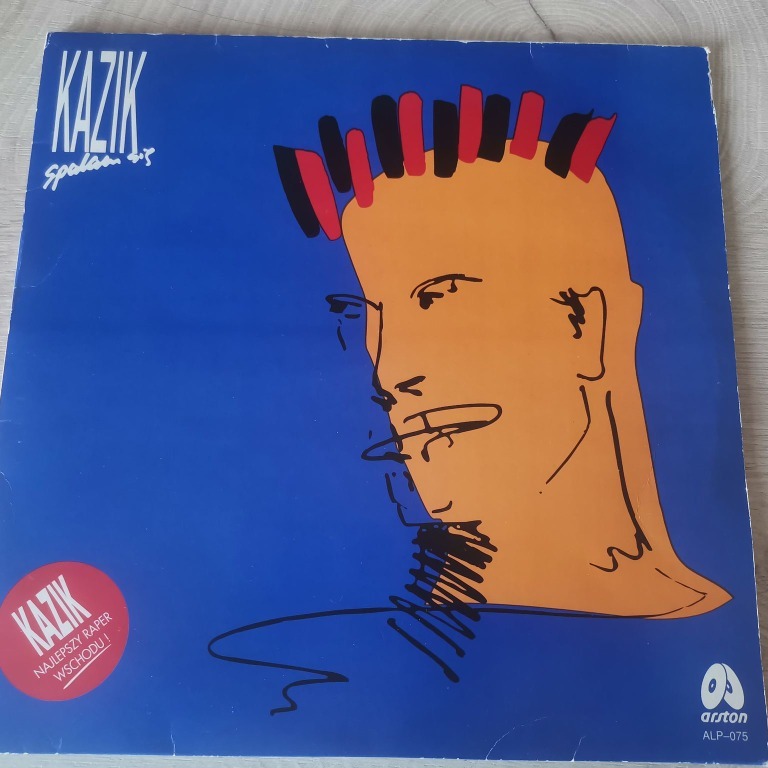 KAZIK
spalam się
KAZIK
NAJLEPSZY RAPER
WSCHODU!
arston
ALP-075